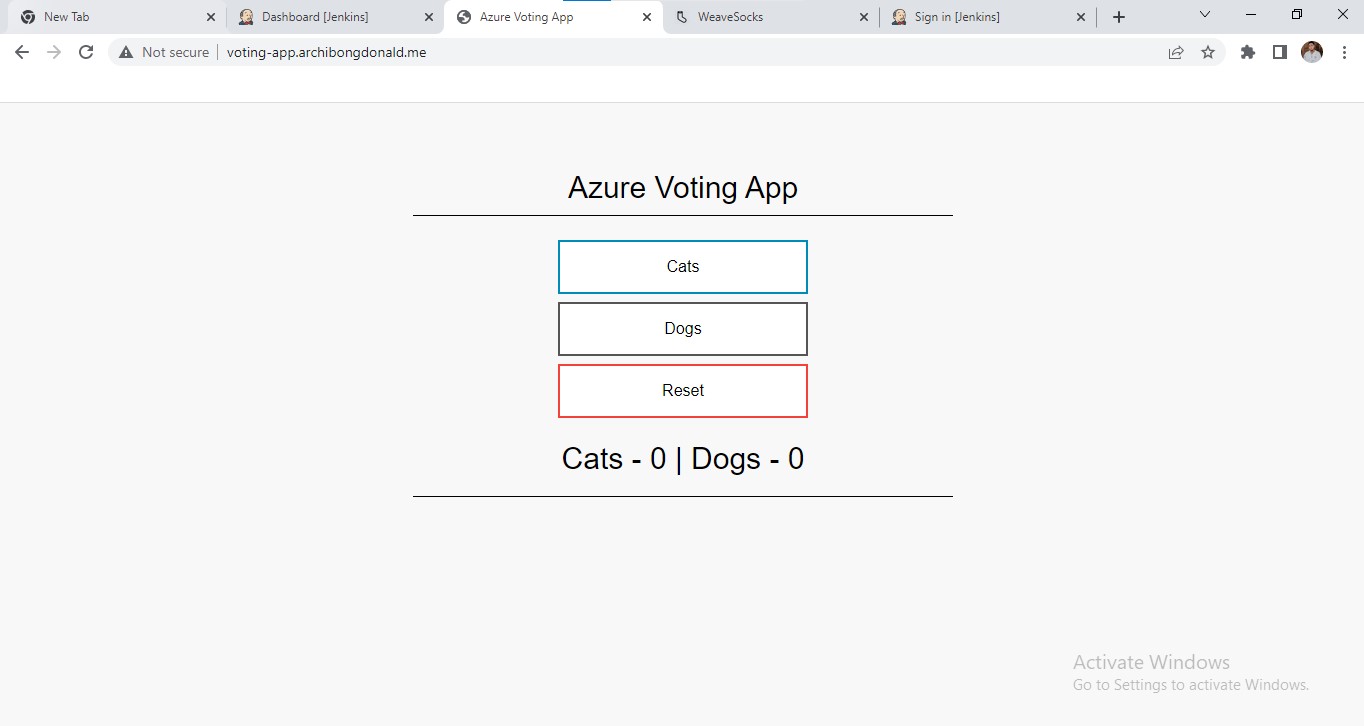 New Tab
Dashboard [Jenkins]
Azure Voting App
WeaveSocks
Sign in [Jenkins]
Not secure
voting-app.archibongdonald.me
Azure Voting App
Cats
Dogs
Reset
Cats - 0 | Dogs - 0
Activate Windows
Go to Settings to activate Windows.